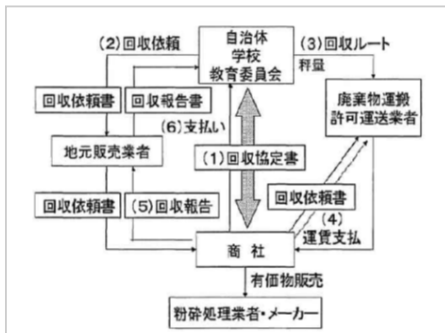 (2)回収依頼
自治体
学校
教育委員会
(3)回収ルート
秤量
回収依頼書
回収報告書
廃棄物運搬
許可運送業者
(6)支払い
地元販売業者
(1)回収協定書
回収依頼書
(5)回収報告
回収依頼書
(4)
運賃支払
商社
有価物販売
粉砕処理業者・メーカー